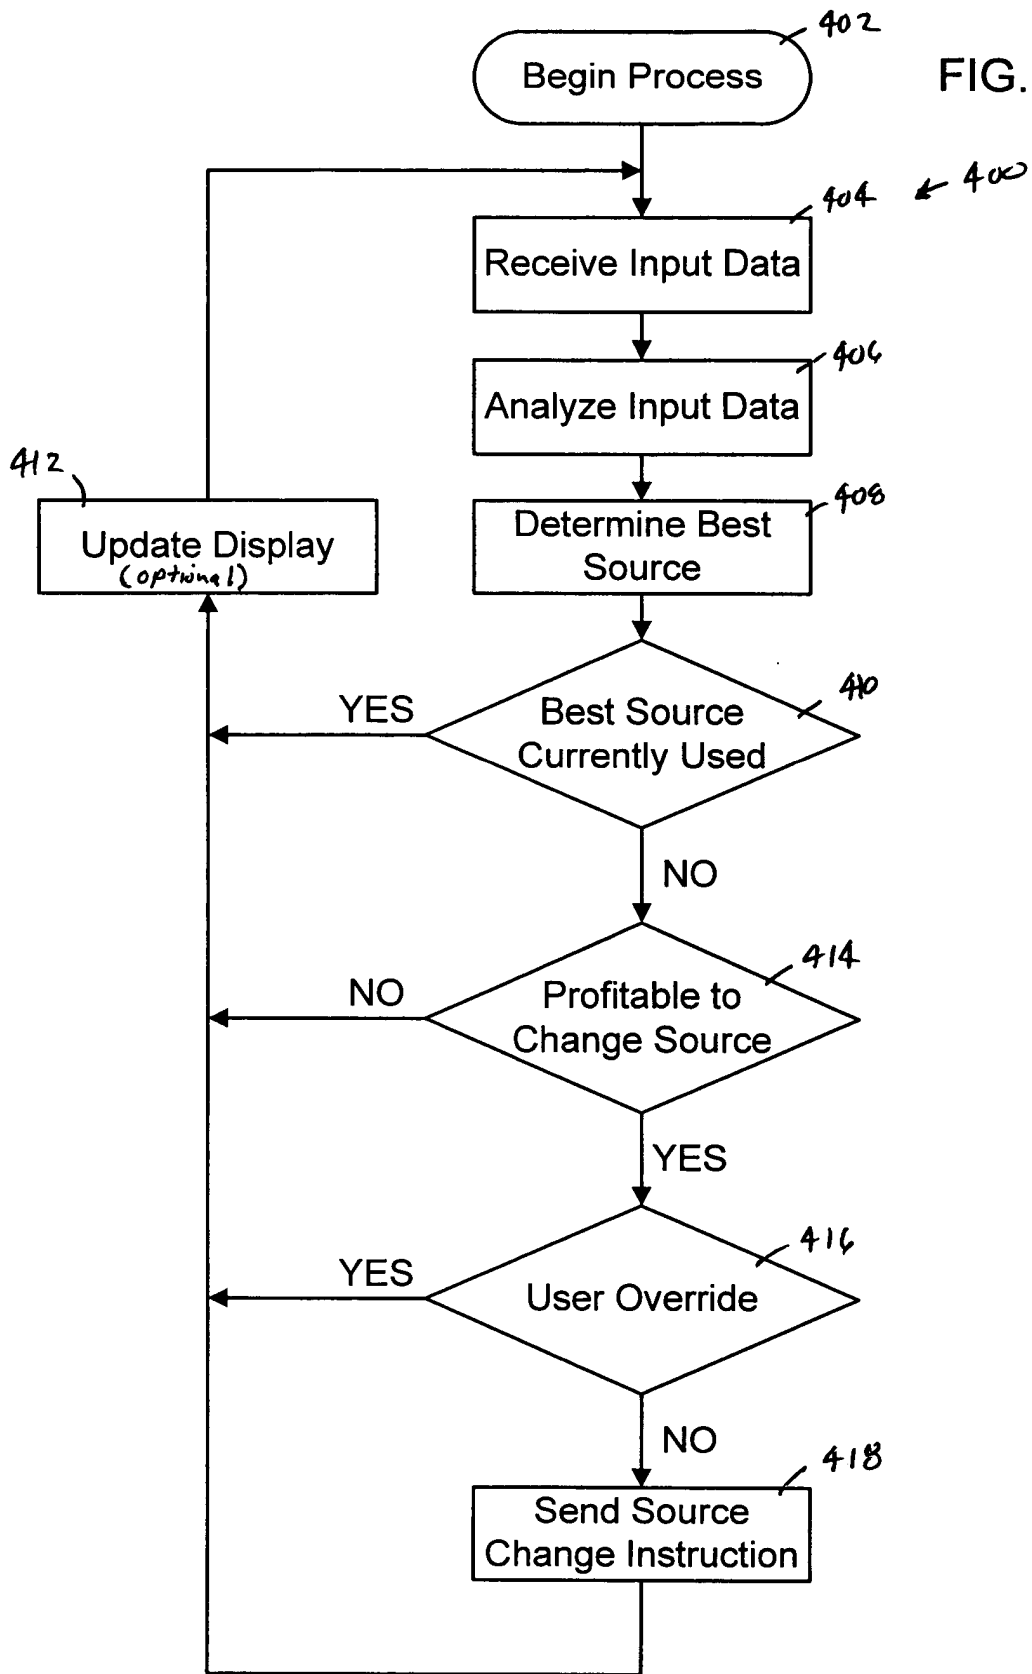 402
Begin Process
FIG.
400
404
Receive Input Data
406
Analyze Input Data
412
408
Determine Best
Source
Update Display
(optional)
410
YES
Best Source
Currently Used
NO
414
NO
Profitable to
Change Source
YES
416
YES
User Override
NO
418
Send Source
Change Instruction